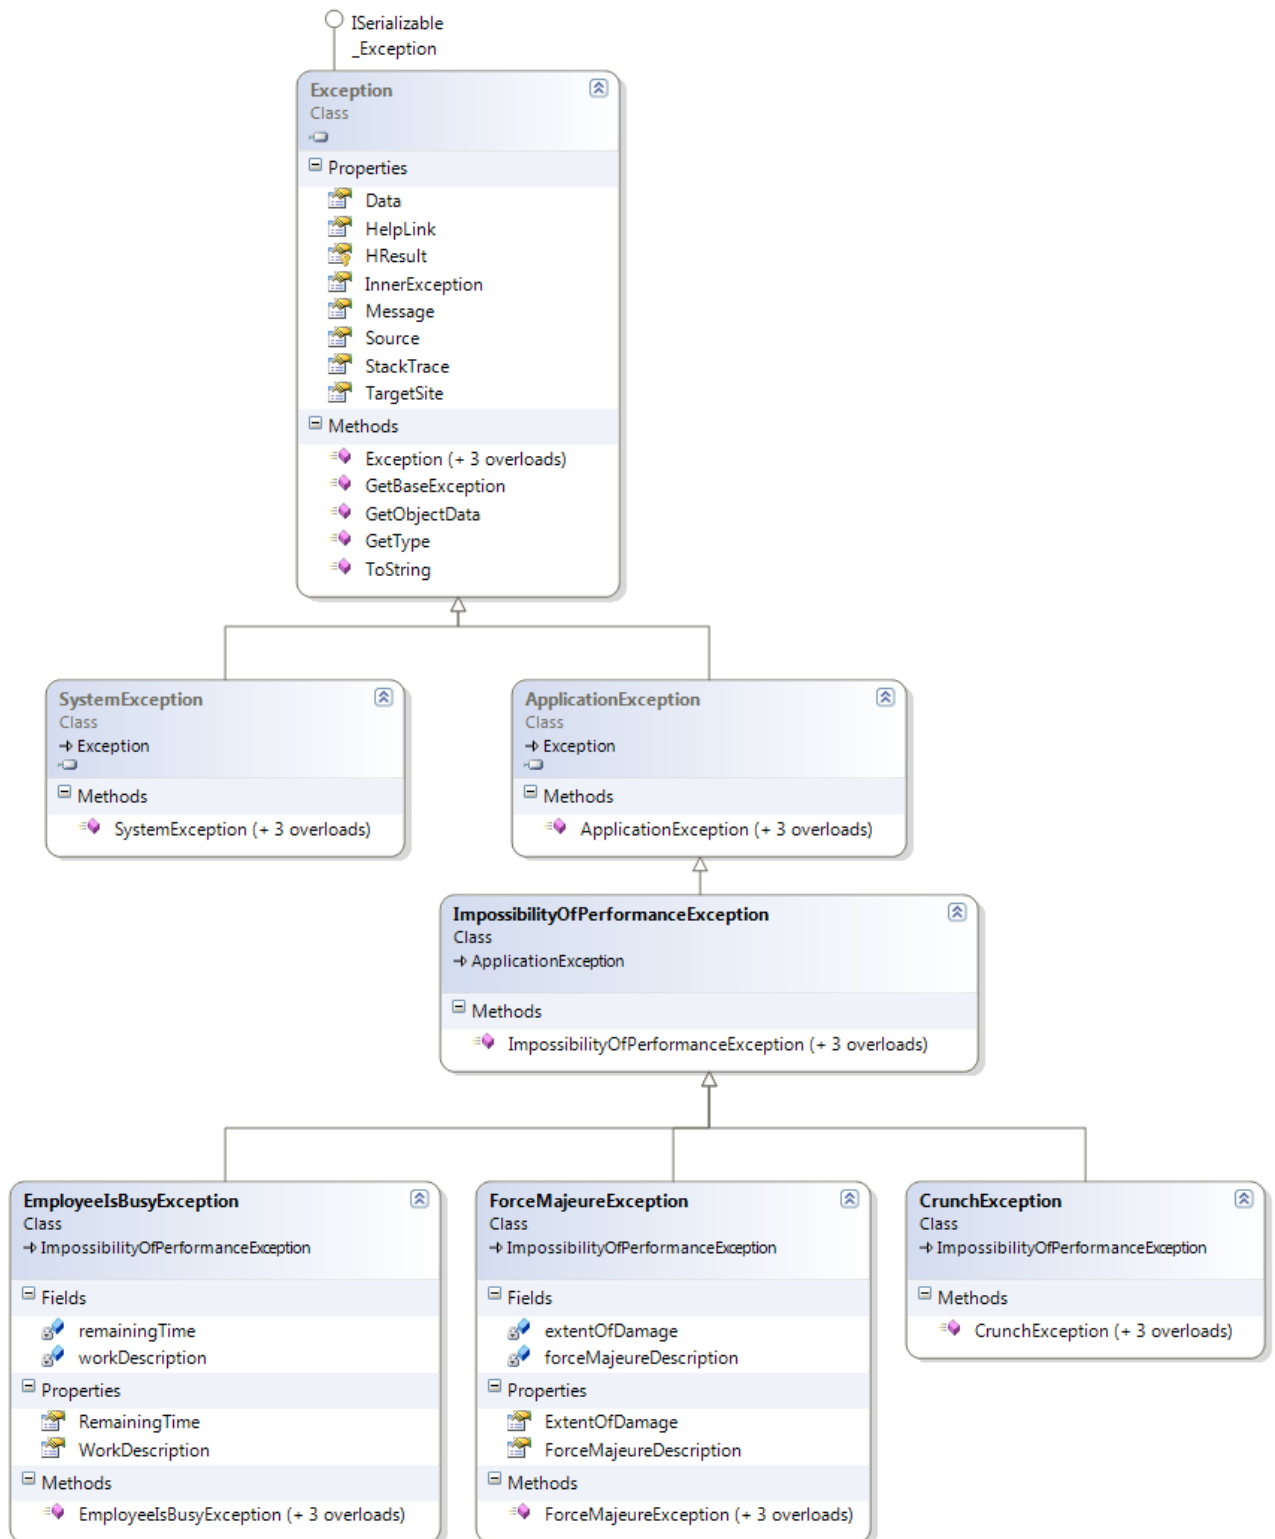 ISerializable
_Exception
Exception
Class
Properties
Data
HelpLink
HResult
InnerException
Message
Source
StackTrace
TargetSite
Methods
Exception (+ 3 overloads)
GetBaseException
GetObjectData
GetType
ToString
SystemException
Class
Exception
Methods
SystemException (+ 3 overloads)
ApplicationException
Class
Exception
Methods
ApplicationException (+ 3 overloads)
ImpossibilityOfPerformanceException
Class
ApplicationException
Methods
ImpossibilityOfPerformanceException (+ 3 overloads)
EmployeeIsBusyException
Class
ImpossibilityOfPerformanceException
Fields
remainingTime
workDescription
Properties
RemainingTime
WorkDescription
Methods
EmployeeIsBusyException (+ 3 overloads)
ForceMajeureException
Class
ImpossibilityOfPerformanceException
Fields
extentOfDamage
forceMajeureDescription
Properties
ExtentOfDamage
ForceMajeureDescription
Methods
ForceMajeureException (+ 3 overloads)
CrunchException
Class
ImpossibilityOfPerformanceException
Methods
CrunchException (+ 3 overloads)